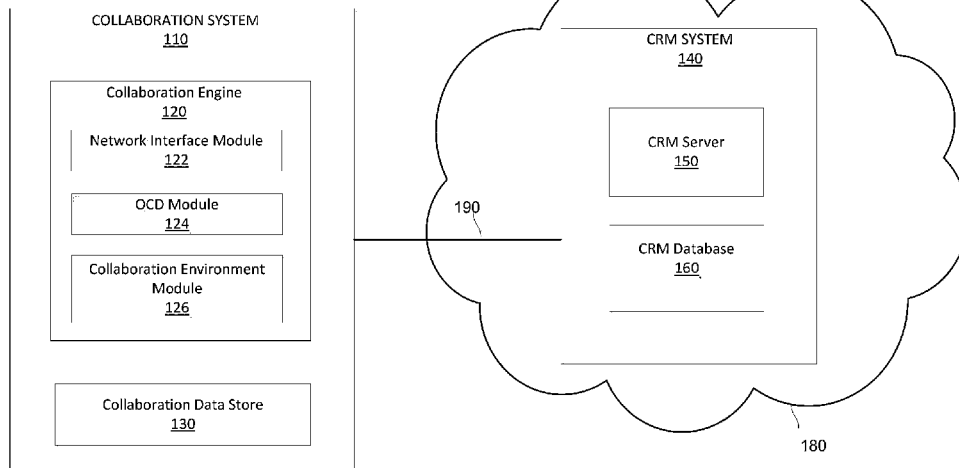 COLLABORATION SYSTEM
110
Collaboration Engine
120
Network Interface Module
122
OCD Module
124
Collaboration Environment
Module
126
Collaboration Data Store
130
190
CRM SYSTEM
140
CRM Server
150
CRM Database
160
180